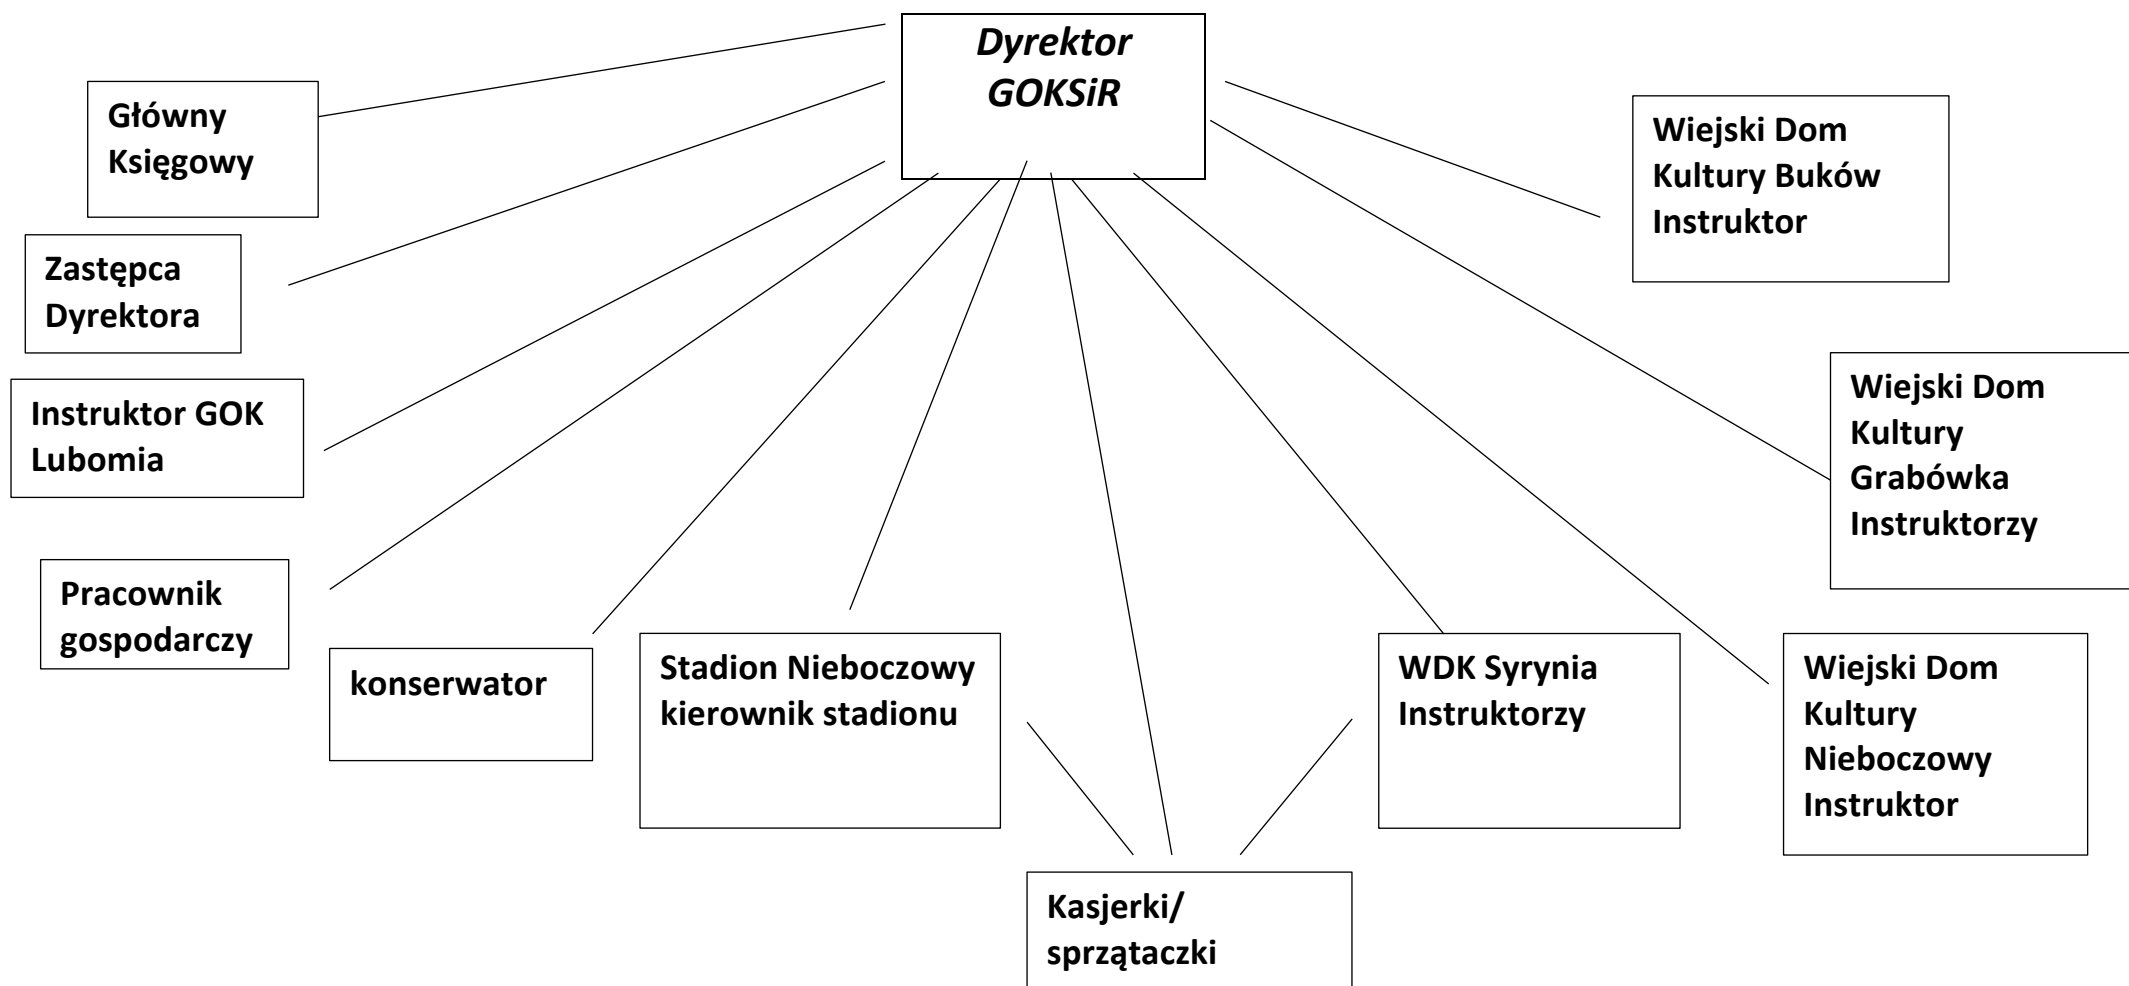 Dyrektor
GOKSiR
Główny
Księgowy
Wiejski Dom
Kultury Buków
Instruktor
Zastępca
Dyrektora
Instruktor GOK
Lubomia
Wiejski Dom
Kultury
Grabówka
Instruktorzy
Pracownik
gospodarczy
konserwator
Stadion Nieboczowy
kierownik stadionu
WDK Syrynia
Instruktorzy
Wiejski Dom
Kultury
Nieboczowy
Instruktor
Kasjerki/
sprzątaczki